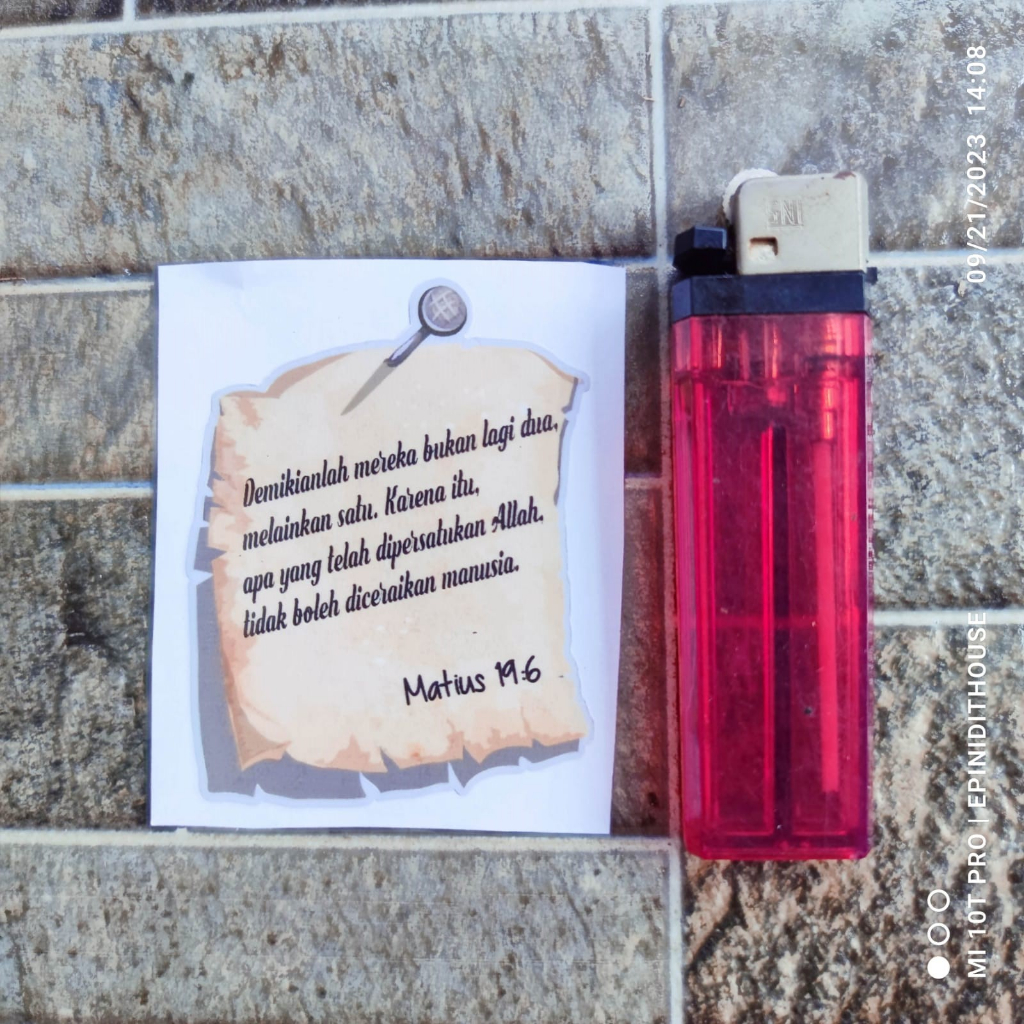 Demikianlah mereka bukan lagi dua,
melainkan satu. Karena itu,
apa yang telah dipersatukan Allah,
tidak boleh diceraikan manusia.
Matius 19:6
09/21/2023 14:08
MI 10T PRO | EPINIDITHOUSE